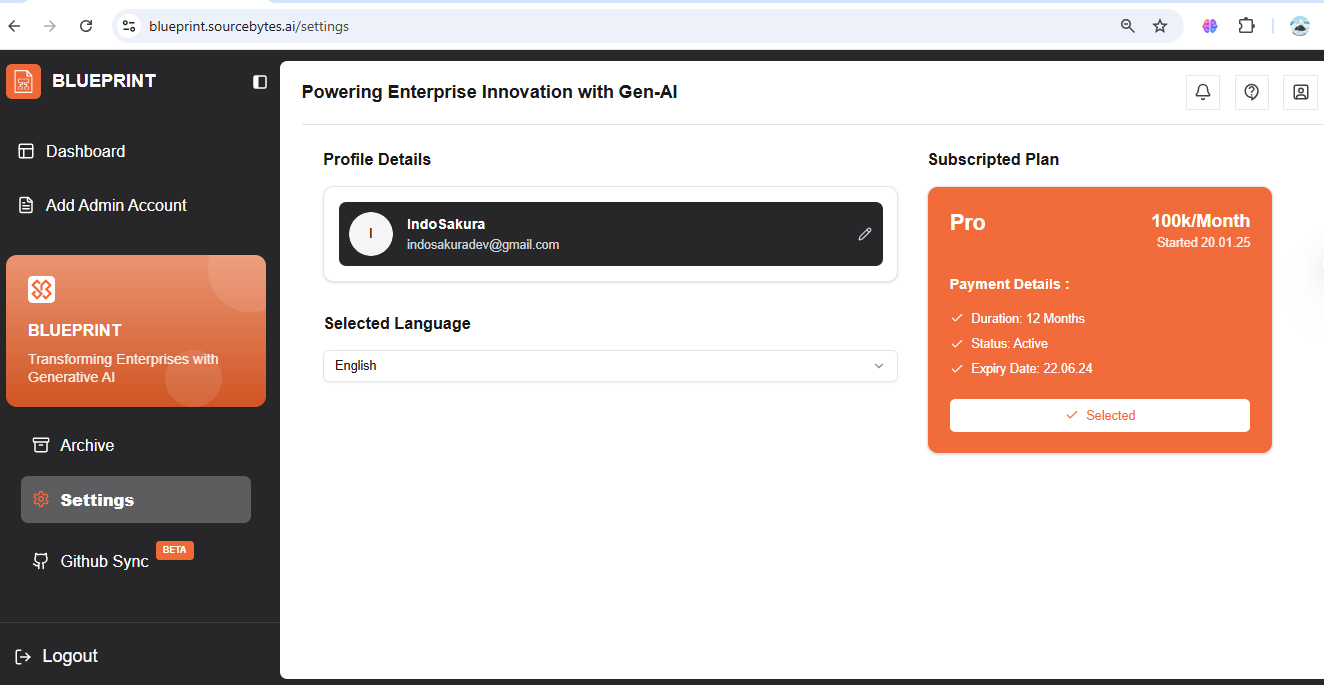 blueprint.sourcebytes.ai/settings
BLUEPRINT
Dashboard
Add Admin Account
BLUEPRINT
Transforming Enterprises with
Generative AI
Archive
Settings
Github Sync BETA
Logout
Powering Enterprise Innovation with Gen-AI
Profile Details
I
IndoSakura
indosakuradev@gmail.com
Selected Language
English
Subscripted Plan
Pro
100k/Month
Started 20.01.25
Payment Details :
Duration: 12 Months
Status: Active
Expiry Date: 22.06.24
Selected